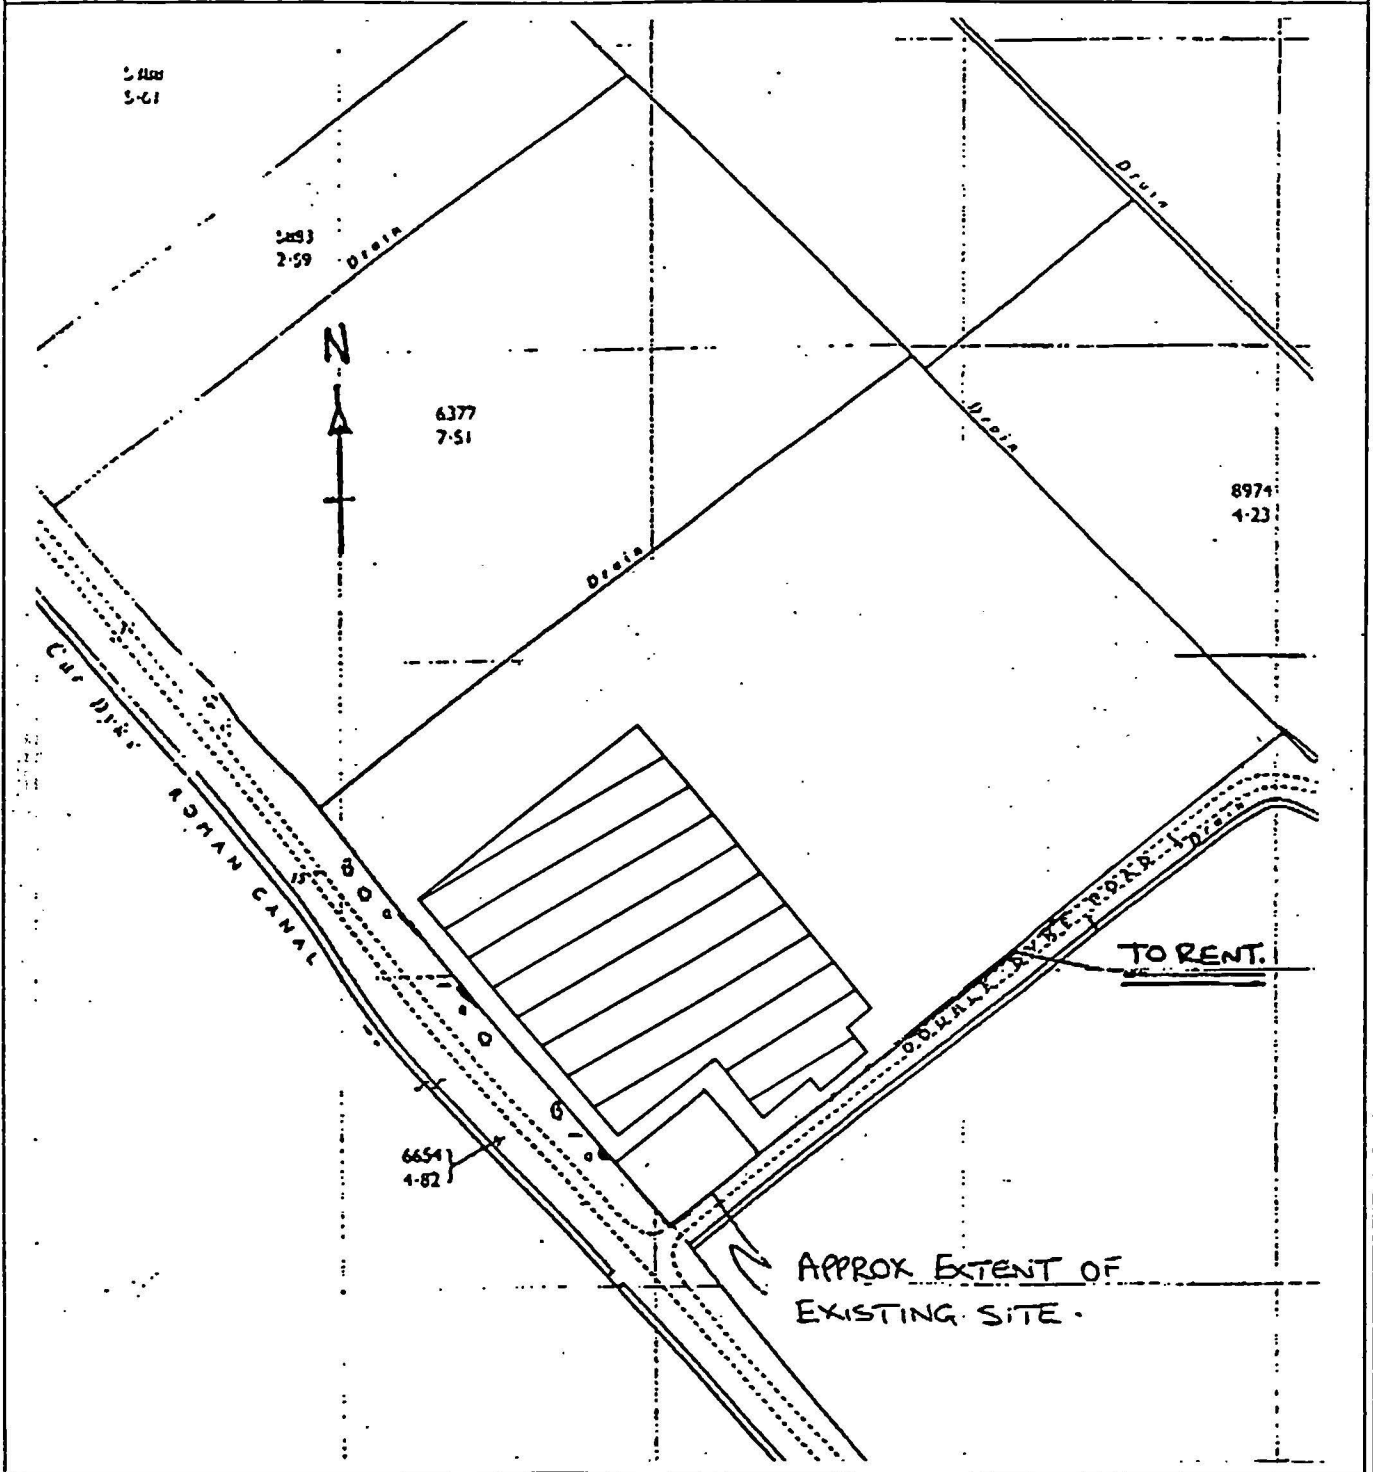 2·59
Drain
Drain
N
6377
7·51
Drain
8974
4·23
Drain
ROMAN CANAL
15
Drain
TO RENT.
6654
4·82
APPROX EXTENT OF
EXISTING SITE.